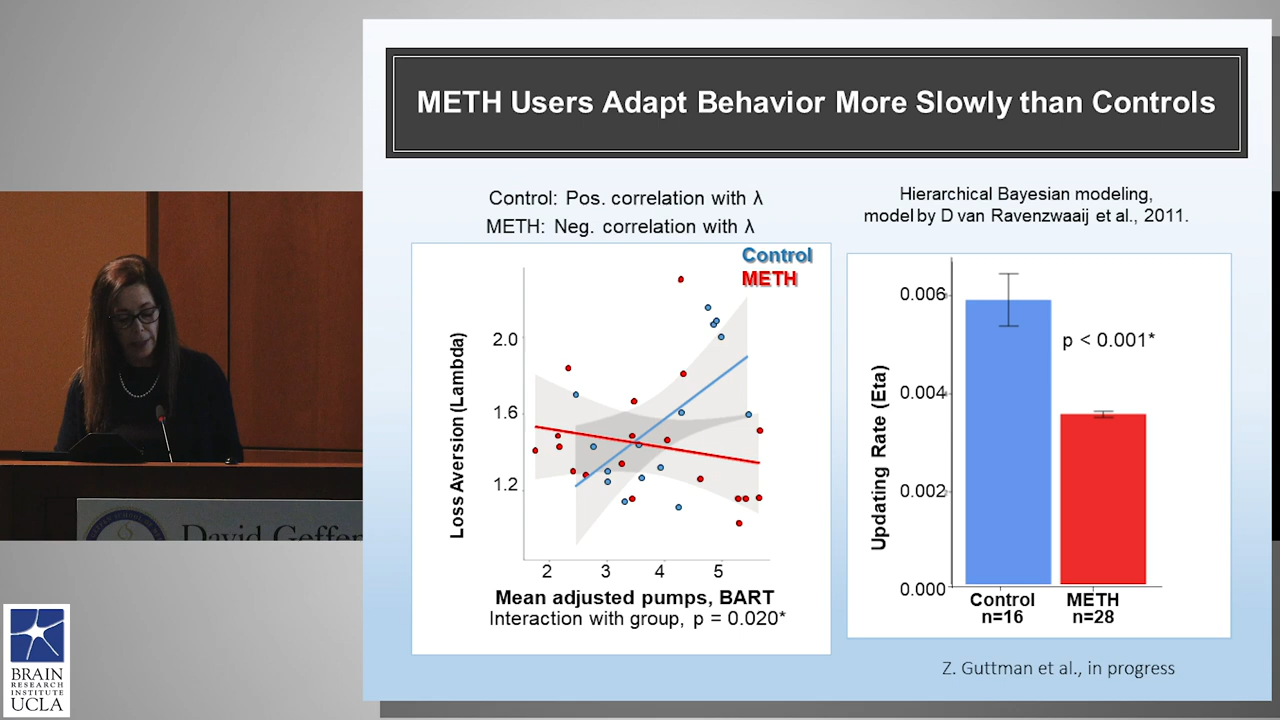 METH Users Adapt Behavior More Slowly than Controls
Control: Pos. correlation with λ
METH: Neg. correlation with λ
Control
METH
2.0
1.6
1.2
Loss Aversion (Lambda)
2 3 4 5
Mean adjusted pumps, BART
Interaction with group, p = 0.020*
Hierarchical Bayesian modeling,
model by D van Ravenzwaaij et al., 2011.
0.006
0.004
0.002
0.000
Updating Rate (Eta)
p < 0.001*
Control METH
n=16 n=28
Z. Guttman et al., in progress
David Geffen
BRAIN
RESEARCH
INSTITUTE
UCLA